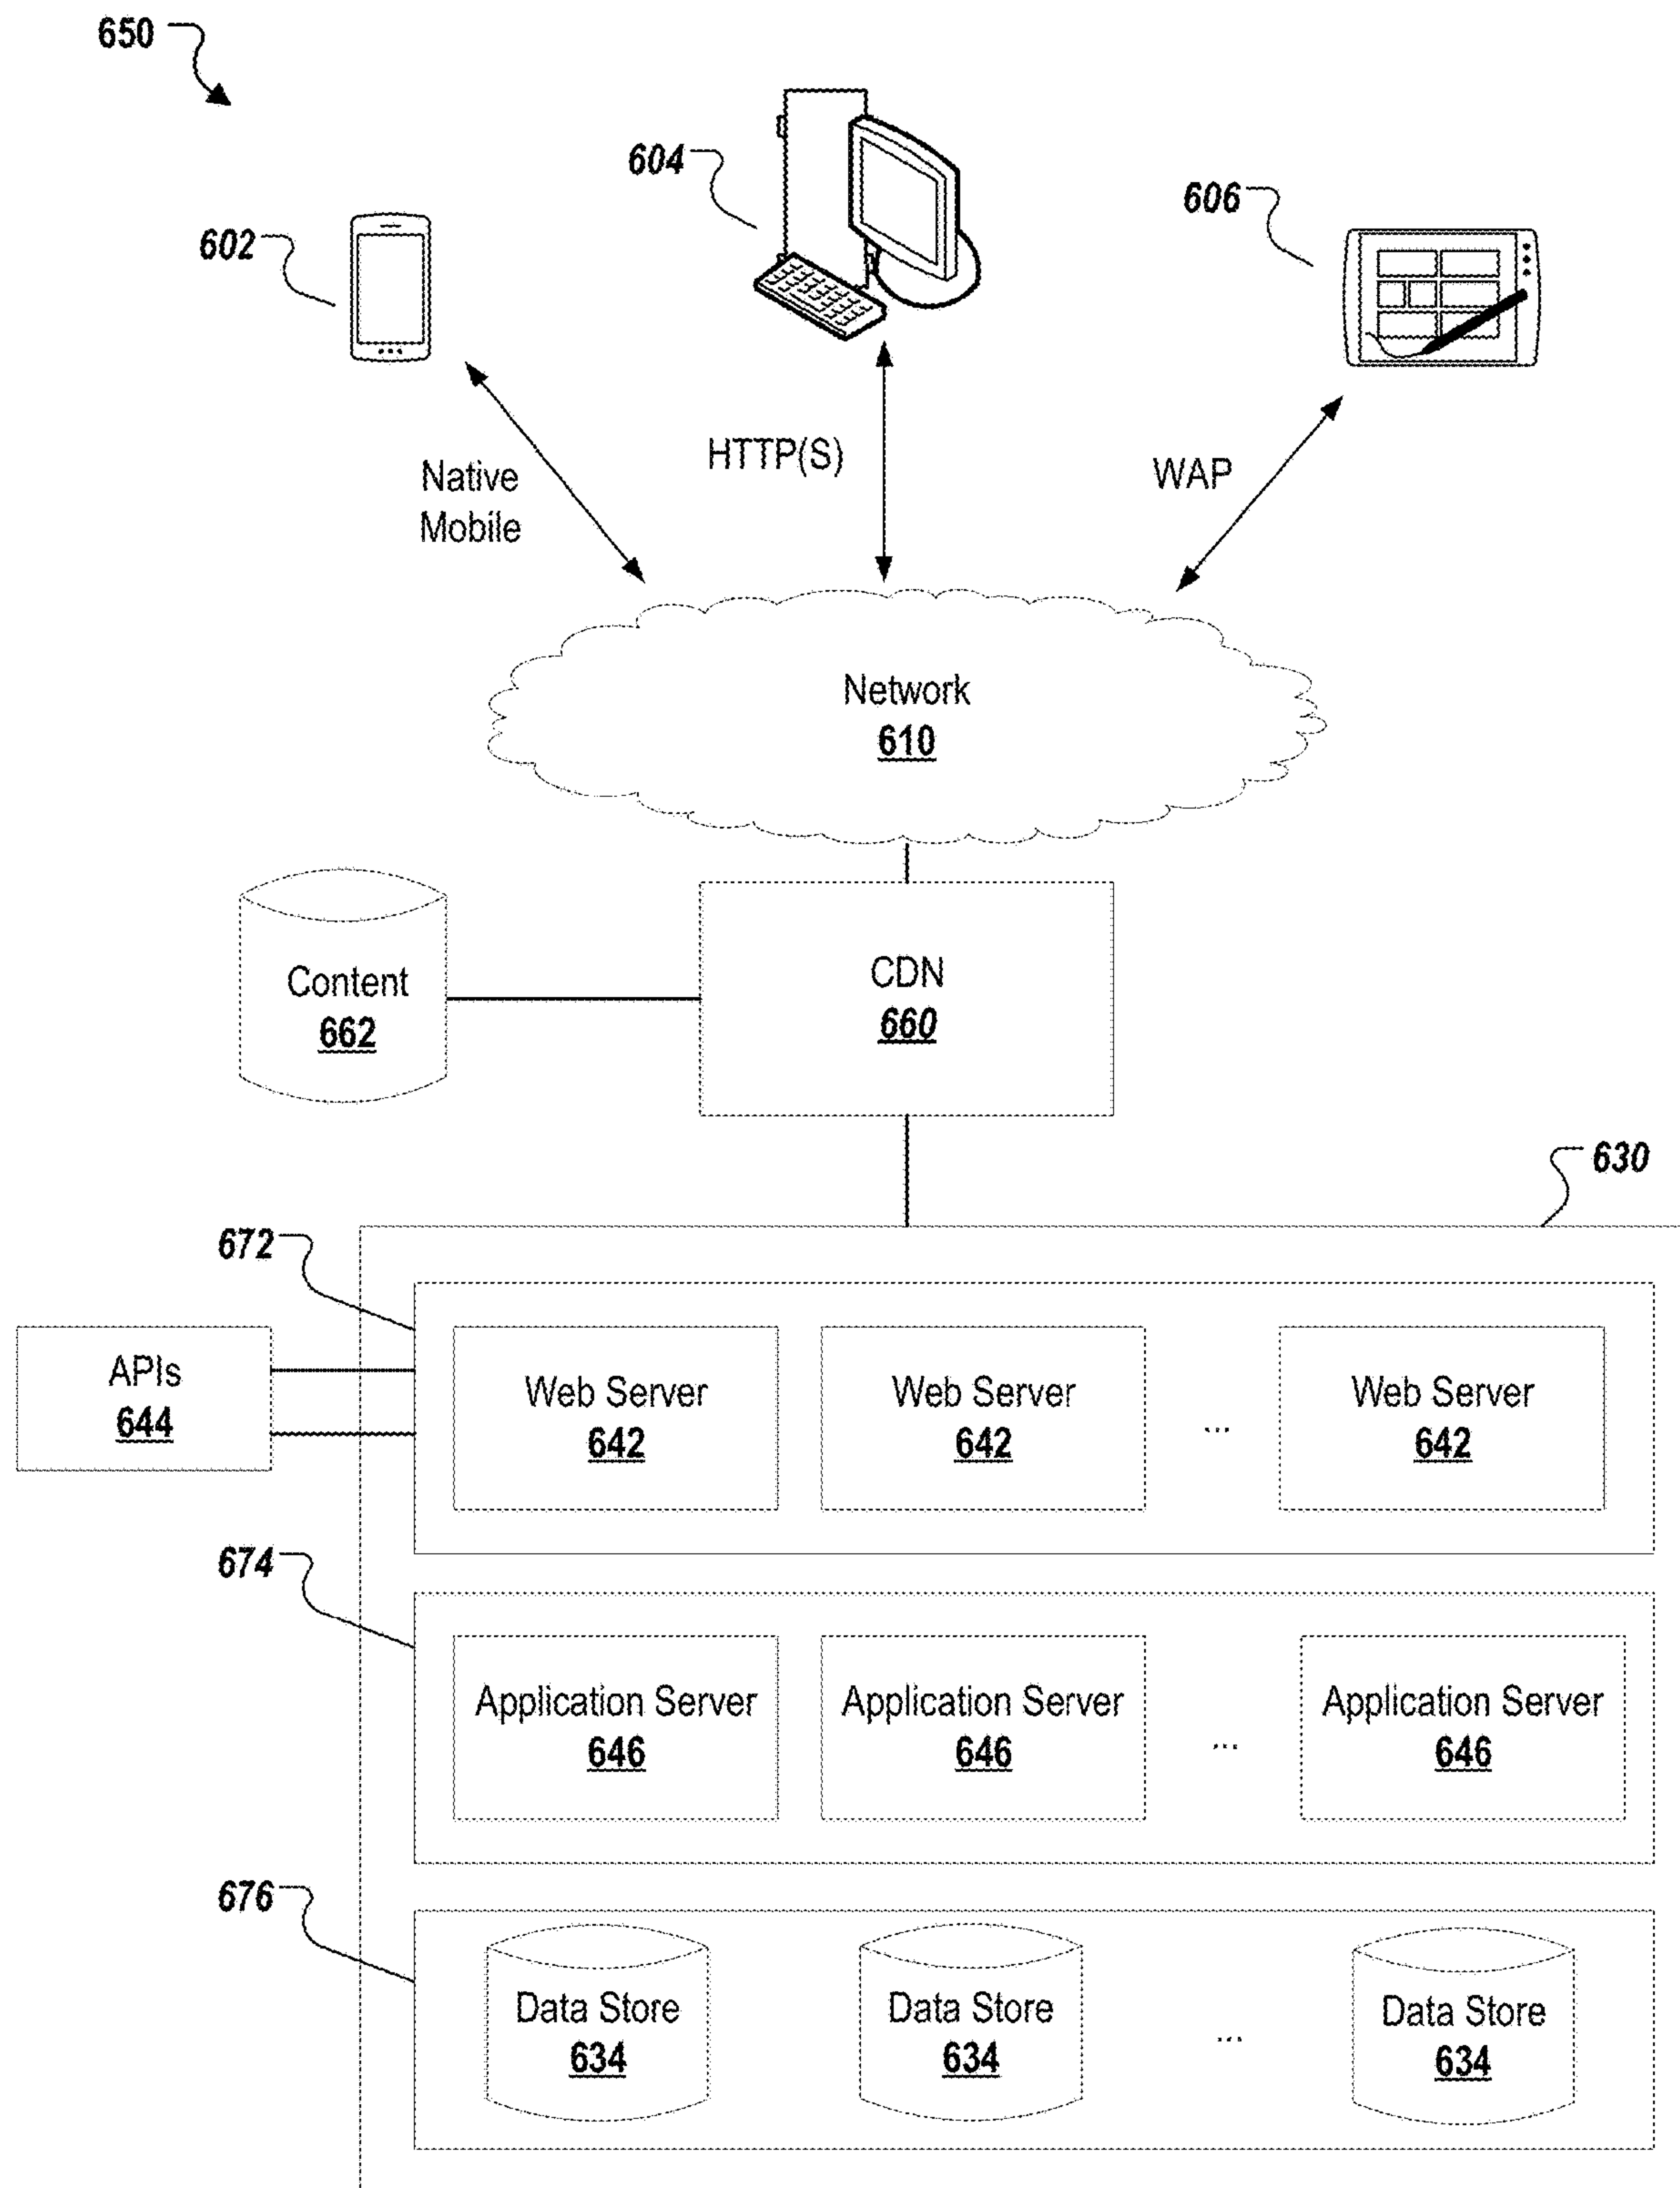 650
604
606
602
HTTP(S)
WAP
Native
Mobile
Network
610
Content
662
CDN
660
630
672
APIs
644
Web Server
642
Web Server
642
...
Web Server
642
674
Application Server
646
Application Server
646
...
Application Server
646
676
Data Store
634
Data Store
634
...
Data Store
634